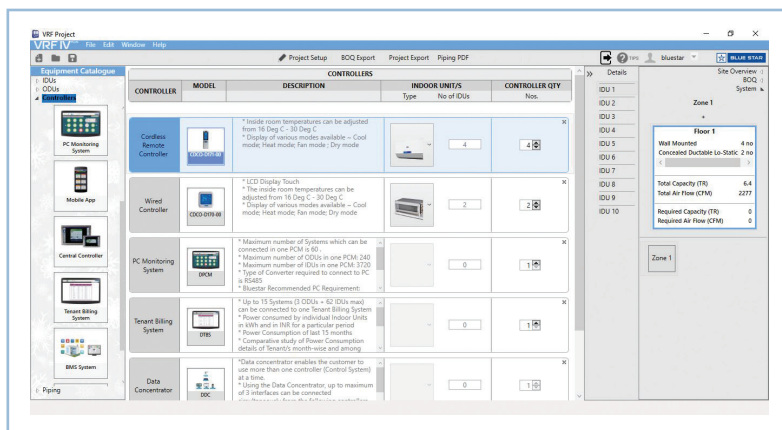 VRF Project
VRF IV File Edit Window Help
Project Setup BOQ Export Project Export Piping PDF
TIPS bluestar BLUE STAR
Equipment Catalogue
IDUs
ODUs
Controllers
PC Monitoring
System
Mobile App
Central Controller
Tenant Billing
System
BMS System
Piping
CONTROLLERS
CONTROLLER MODEL DESCRIPTION INDOOR UNIT/S CONTROLLER QTY
Type No of IDUs Nos.
Cordless
Remote
Controller
* Inside room temperatures can be adjusted
from 16 Deg C - 30 Deg C
* Display of various modes available – Cool
mode; Heat mode; Fan mode ; Dry mode
4 4
Wired
Controller
CDCO-D170-00
* LCD Display Touch
* The inside room temperatures can be
adjusted from 16 Deg C - 30 Deg C
* Display of various modes available – Cool
mode; Heat mode; Fan mode; Dry mode
2 2
PC Monitoring
System
DPCM
* Maximum number of Systems which can be
connected in one PCM is 60 .
* Maximum number of ODUs in one PCM: 240
* Maximum number of IDUs in one PCM: 3720
* Type of Converter required to connect to PC
is RS485
* Bluestar Recommended PC Requirement:
0 1
Tenant Billing
System
DTBS
* Up to 15 Systems (3 ODUs + 62 IDUs max)
can be connected to one Tenant Billing System
* Power consumed by individual Indoor Units
in kWh and in INR for a particular period
* Power Consumption of last 15 months
* Comparative study of Power Consumption
details of Tenant's month-wise and among
0 1
Data
Concentrator
DDC
*Data concentrator enables the customer to
use more than one controller (Control System)
at a time.
* Using the Data Concentrator, up to maximum
of 3 interfaces can be connected
0 1
Details
IDU 1
IDU 2
IDU 3
IDU 4
IDU 5
IDU 6
IDU 7
IDU 8
IDU 9
IDU 10
Site Overview
BOQ
System
Zone 1
Floor 1
Wall Mounted 4 no
Concealed Ductable Lo-Static 2 no
Total Capacity (TR) 6.4
Total Air Flow (CFM) 2277
Required Capacity (TR) 0
Required Air Flow (CFM) 0
Zone 1